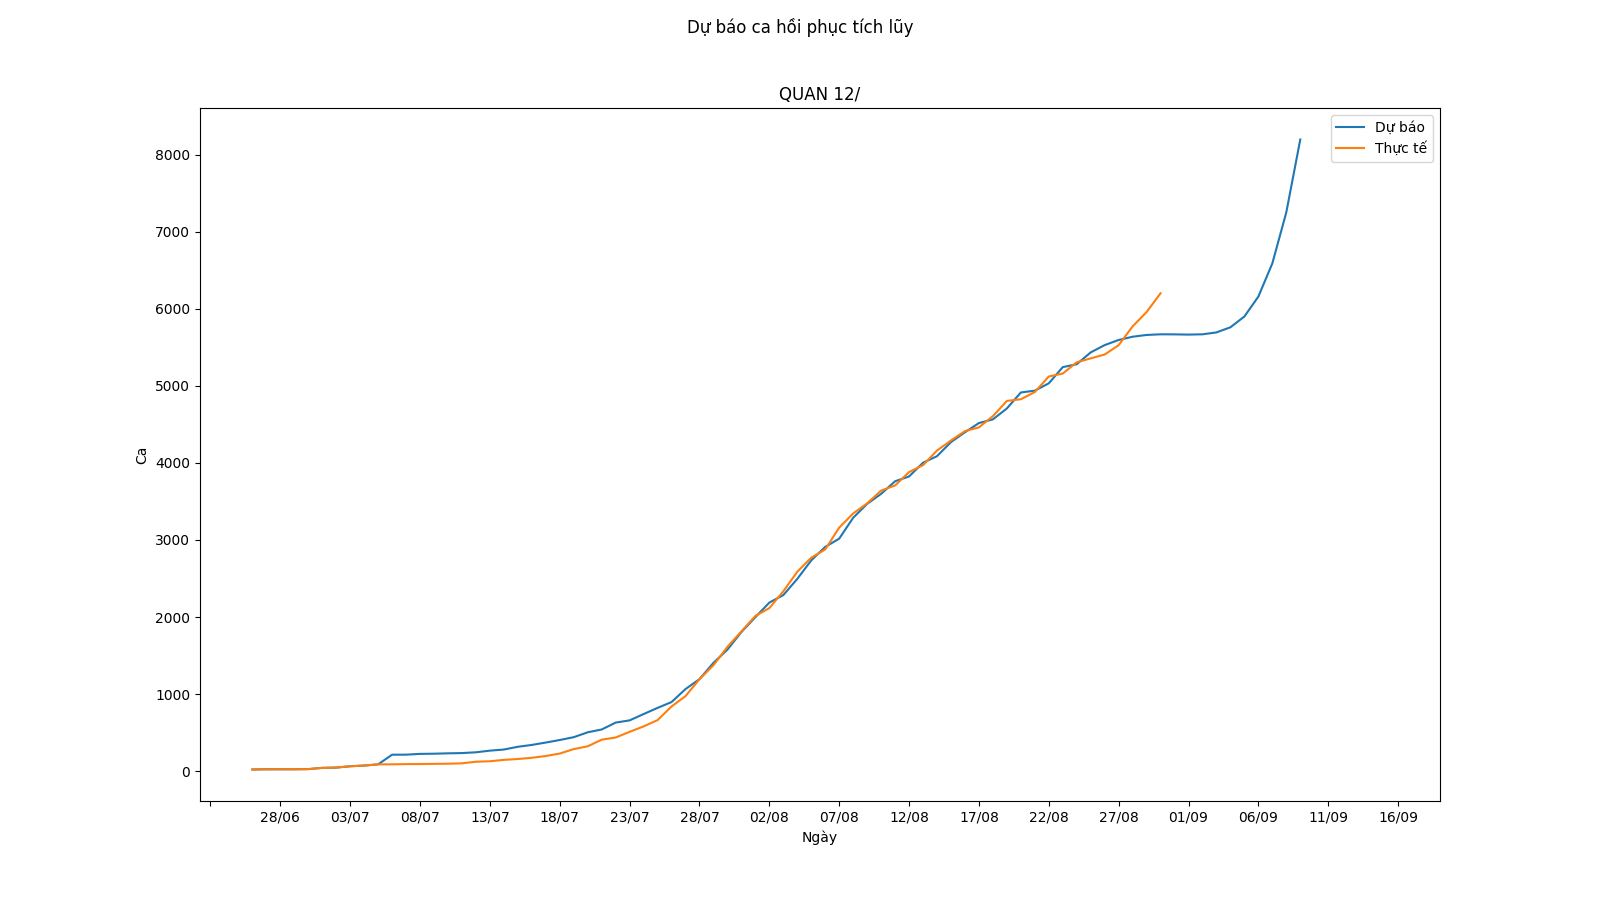 Dự báo ca hồi phục tích lũy
QUAN 12/
Dự báo
Thực tế
8000
7000
6000
5000
4000
3000
2000
1000
0
Ca
28/06 03/07 08/07 13/07 18/07 23/07 28/07 02/08 07/08 12/08 17/08 22/08 27/08 01/09 06/09 11/09 16/09
Ngày